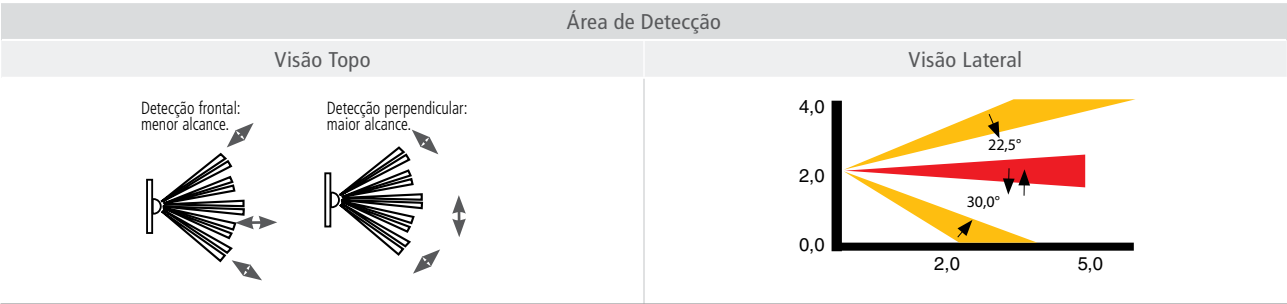 Área de Detecção
Visão Topo
Visão Lateral
Detecção frontal:
menor alcance.
Detecção perpendicular:
maior alcance.
4,0
22,5°
2,0
30,0°
0,0
2,0
5,0